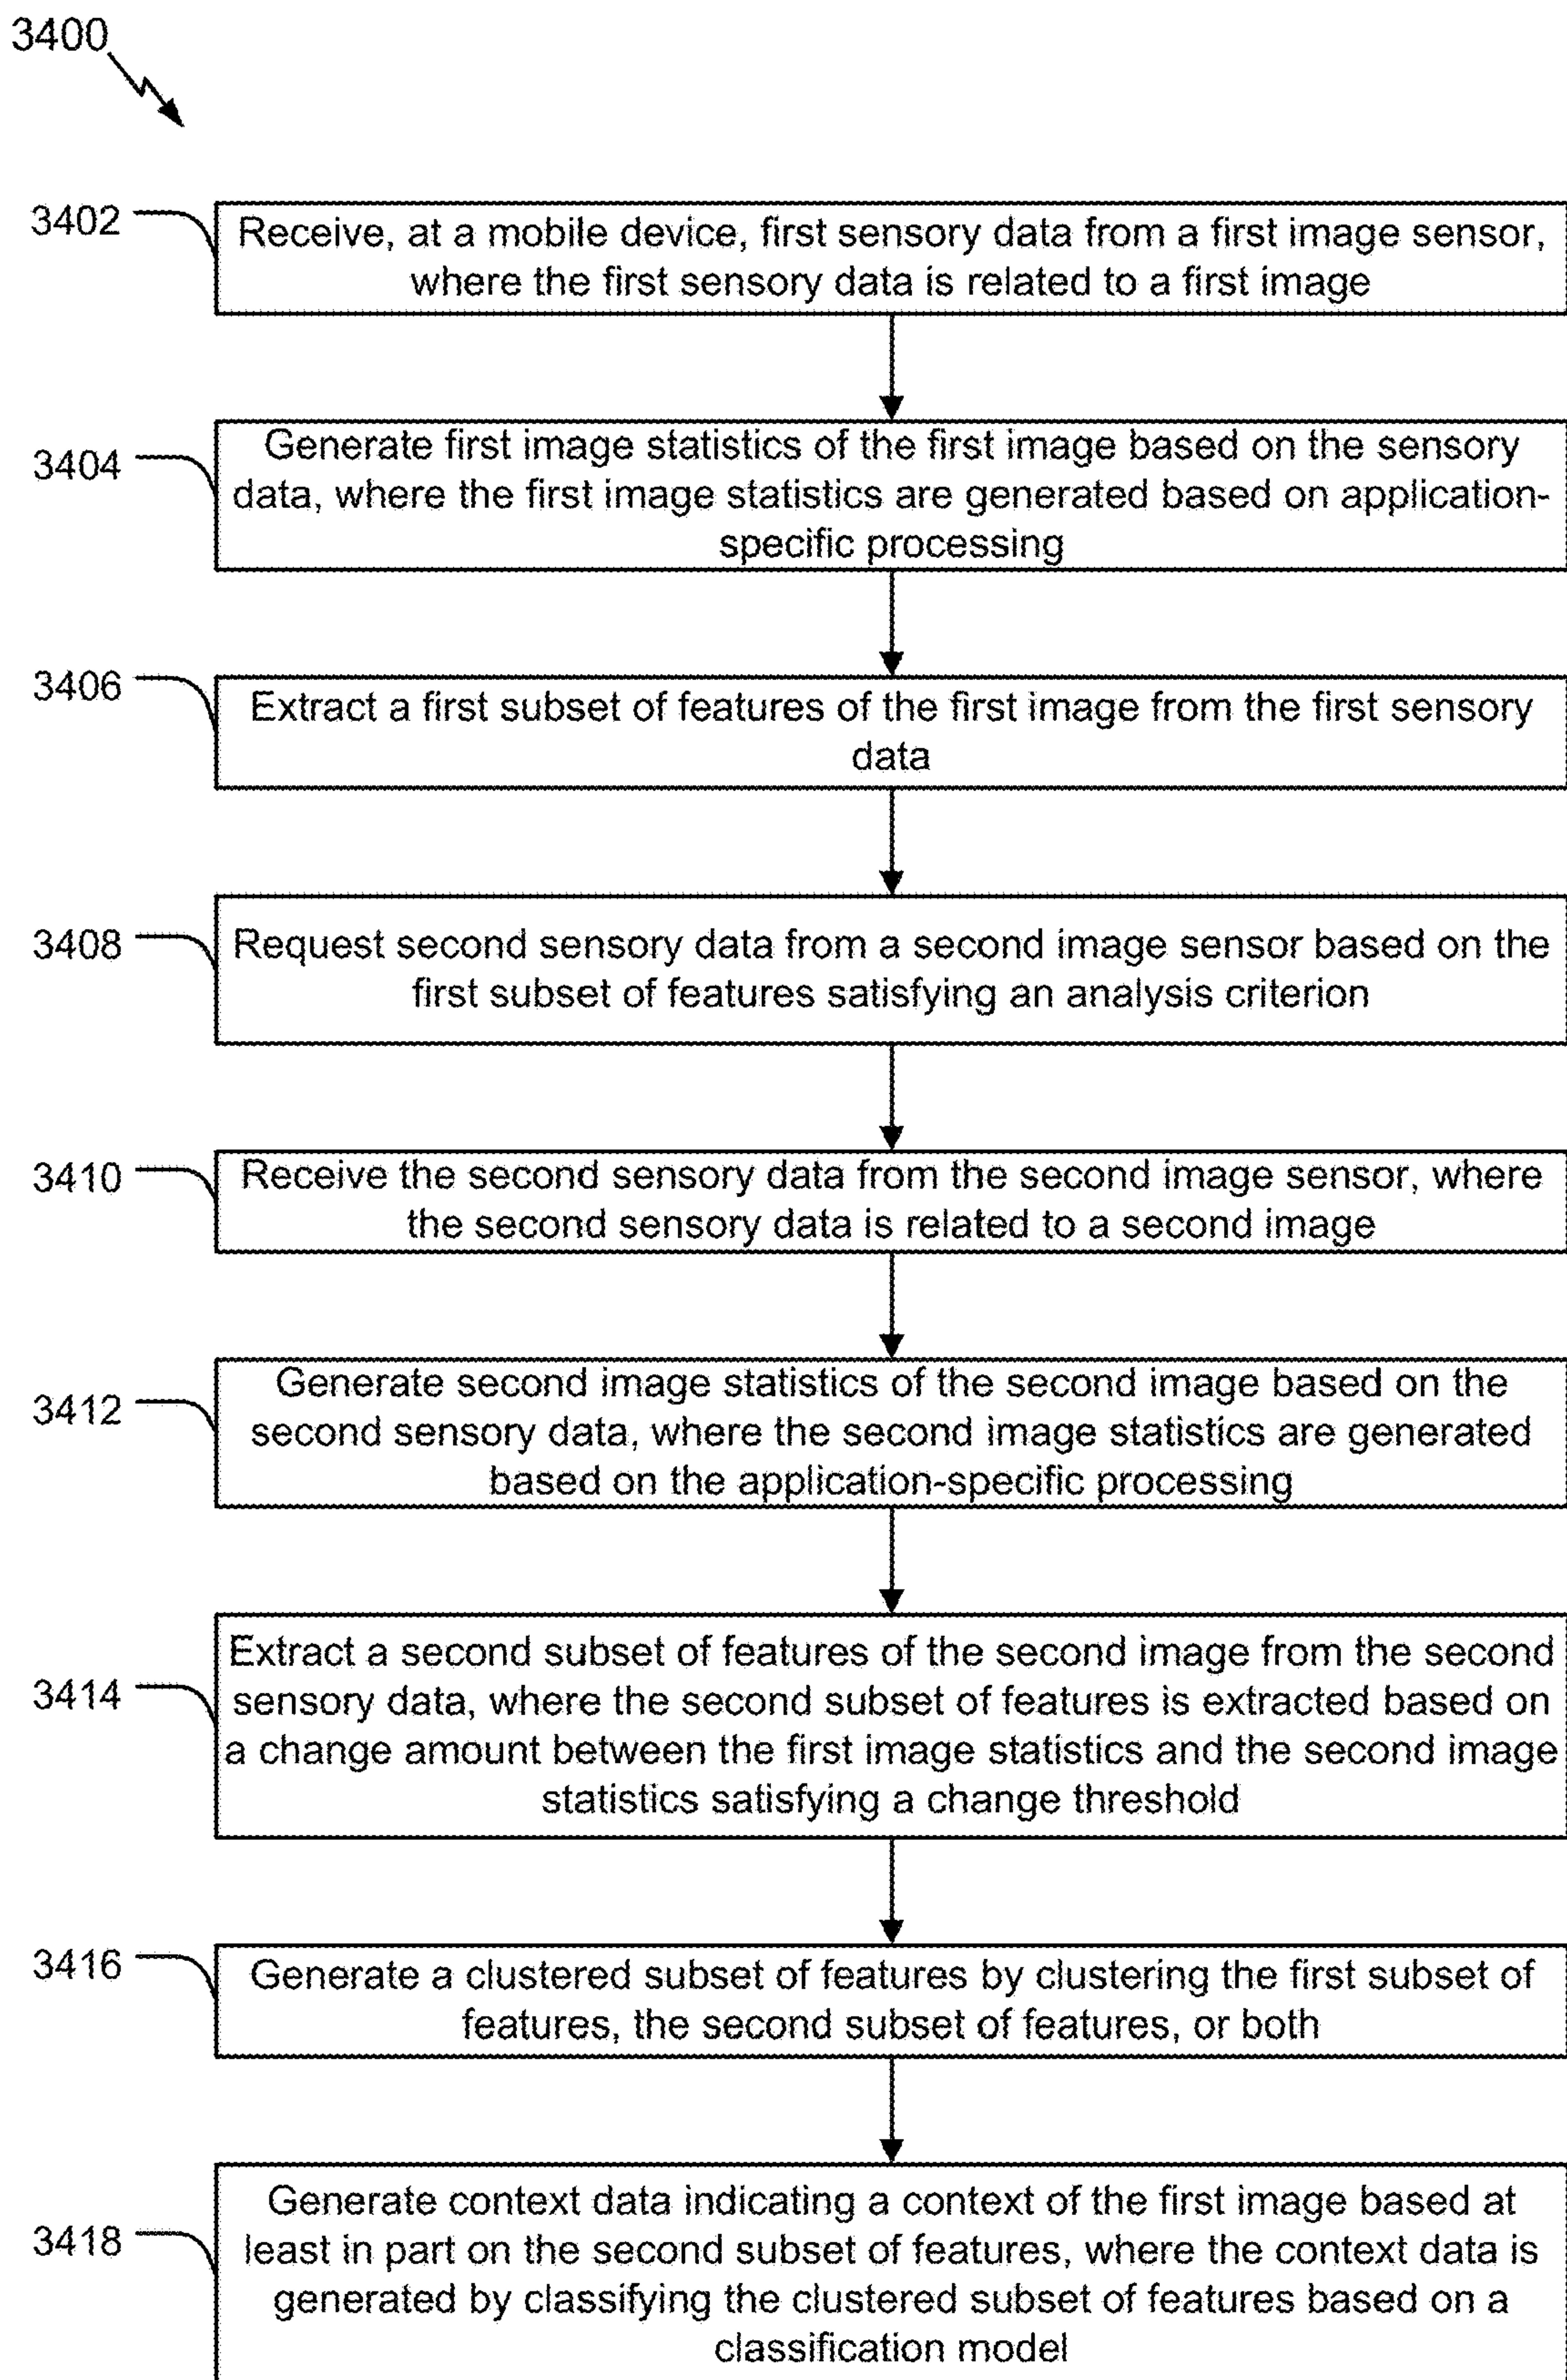 3400
3402
Receive, at a mobile device, first sensory data from a first image sensor,
where the first sensory data is related to a first image
3404
Generate first image statistics of the first image based on the sensory
data, where the first image statistics are generated based on application-
specific processing
3406
Extract a first subset of features of the first image from the first sensory
data
3408
Request second sensory data from a second image sensor based on the
first subset of features satisfying an analysis criterion
3410
Receive the second sensory data from the second image sensor, where
the second sensory data is related to a second image
3412
Generate second image statistics of the second image based on the
second sensory data, where the second image statistics are generated
based on the application-specific processing
3414
Extract a second subset of features of the second image from the second
sensory data, where the second subset of features is extracted based on
a change amount between the first image statistics and the second image
statistics satisfying a change threshold
3416
Generate a clustered subset of features by clustering the first subset of
features, the second subset of features, or both
3418
Generate context data indicating a context of the first image based at
least in part on the second subset of features, where the context data is
generated by classifying the clustered subset of features based on a
classification model